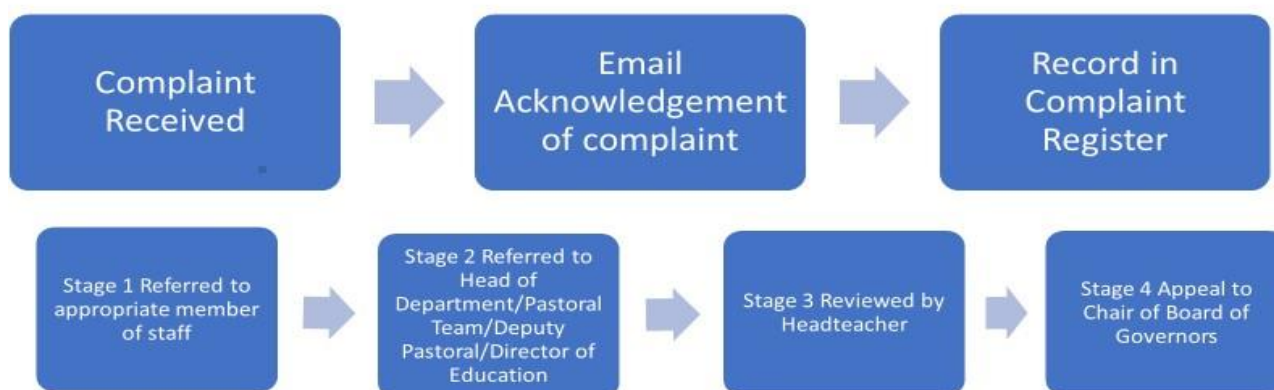 Complaint
Received
Email
Acknowledgement
of complaint
Record in
Complaint
Register
Stage 1 Referred to
appropriate member
of staff
Stage 2 Referred to
Head of
Department/Pastoral
Team/Deputy
Pastoral/Director of
Education
Stage 3 Reviewed by
Headteacher
Stage 4 Appeal to
Chair of Board of
Governors